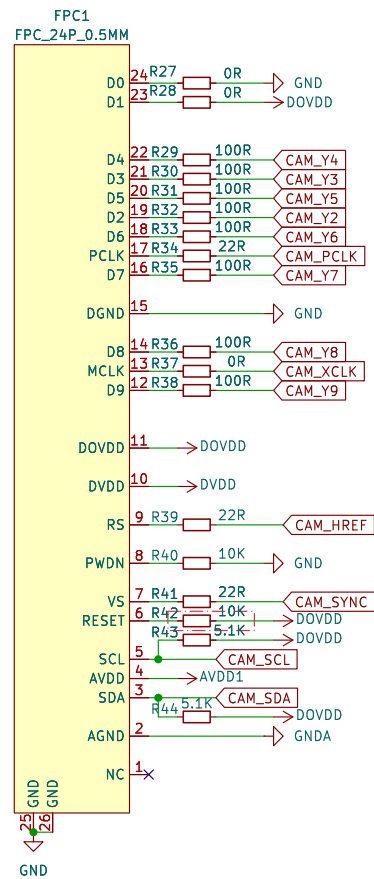 FPC1
FPC_24P_0.5MM
D0 24 R27 0R GND
D1 23 R28 0R DOVDD
D4 22 R29 100R CAM_Y4
D3 21 R30 100R CAM_Y3
D5 20 R31 100R CAM_Y5
D2 19 R32 100R CAM_Y2
D6 18 R33 100R CAM_Y6
PCLK 17 R34 22R CAM_PCLK
D7 16 R35 100R CAM_Y7
DGND 15 GND
D8 14 R36 100R CAM_Y8
MCLK 13 R37 0R CAM_XCLK
D9 12 R38 100R CAM_Y9
DOVDD 11 DOVDD
DVDD 10 DVDD
RS 9 R39 22R CAM_HREF
PWDN 8 R40 10K GND
VS 7 R41 22R CAM_SYNC
RESET 6 R42 10K DOVDD
R43 5.1K DOVDD
SCL 5 CAM_SCL
AVDD 4 AVDD1
SDA 3 CAM_SDA
R44 5.1K DOVDD
AGND 2 GNDA
NC 1
GND 25
GND 26
GND